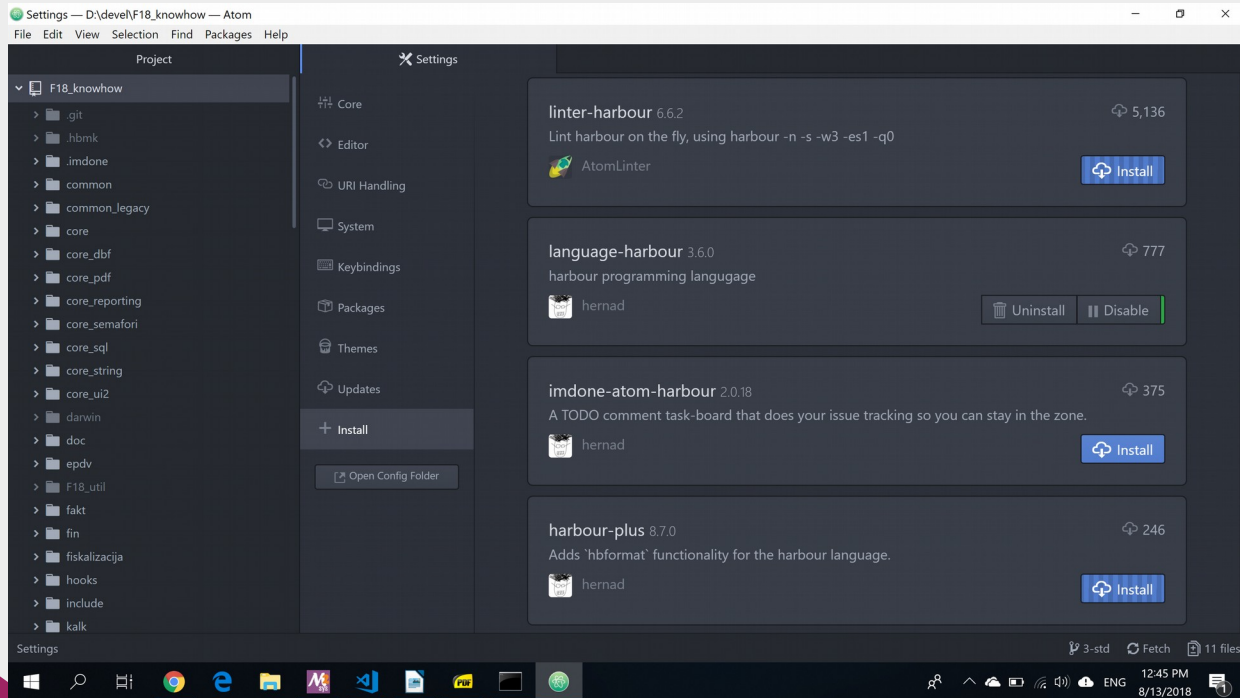 Settings — D:\devel\F18_knowhow — Atom
File Edit View Selection Find Packages Help
Project
F18_knowhow
.git
.hbmk
.imdone
common
common_legacy
core
core_dbf
core_pdf
core_reporting
core_semafori
core_sql
core_string
core_ui2
darwin
doc
epdv
F18_util
fakt
fin
fiskalizacija
hooks
include
kalk
Settings
Core
Editor
URI Handling
System
Keybindings
Packages
Themes
Updates
Install
Open Config Folder
linter-harbour 6.6.2 5,136
Lint harbour on the fly, using harbour -n -s -w3 -es1 -q0
AtomLinter
Install
language-harbour 3.6.0 777
harbour programming langugage
hernad
Uninstall Disable
imdone-atom-harbour 2.0.18 375
A TODO comment task-board that does your issue tracking so you can stay in the zone.
hernad
Install
harbour-plus 8.7.0 246
Adds `hbformat` functionality for the harbour language.
hernad
Install
Settings 3-std Fetch 11 files
PDF ENG 12:45 PM
8/13/2018 1